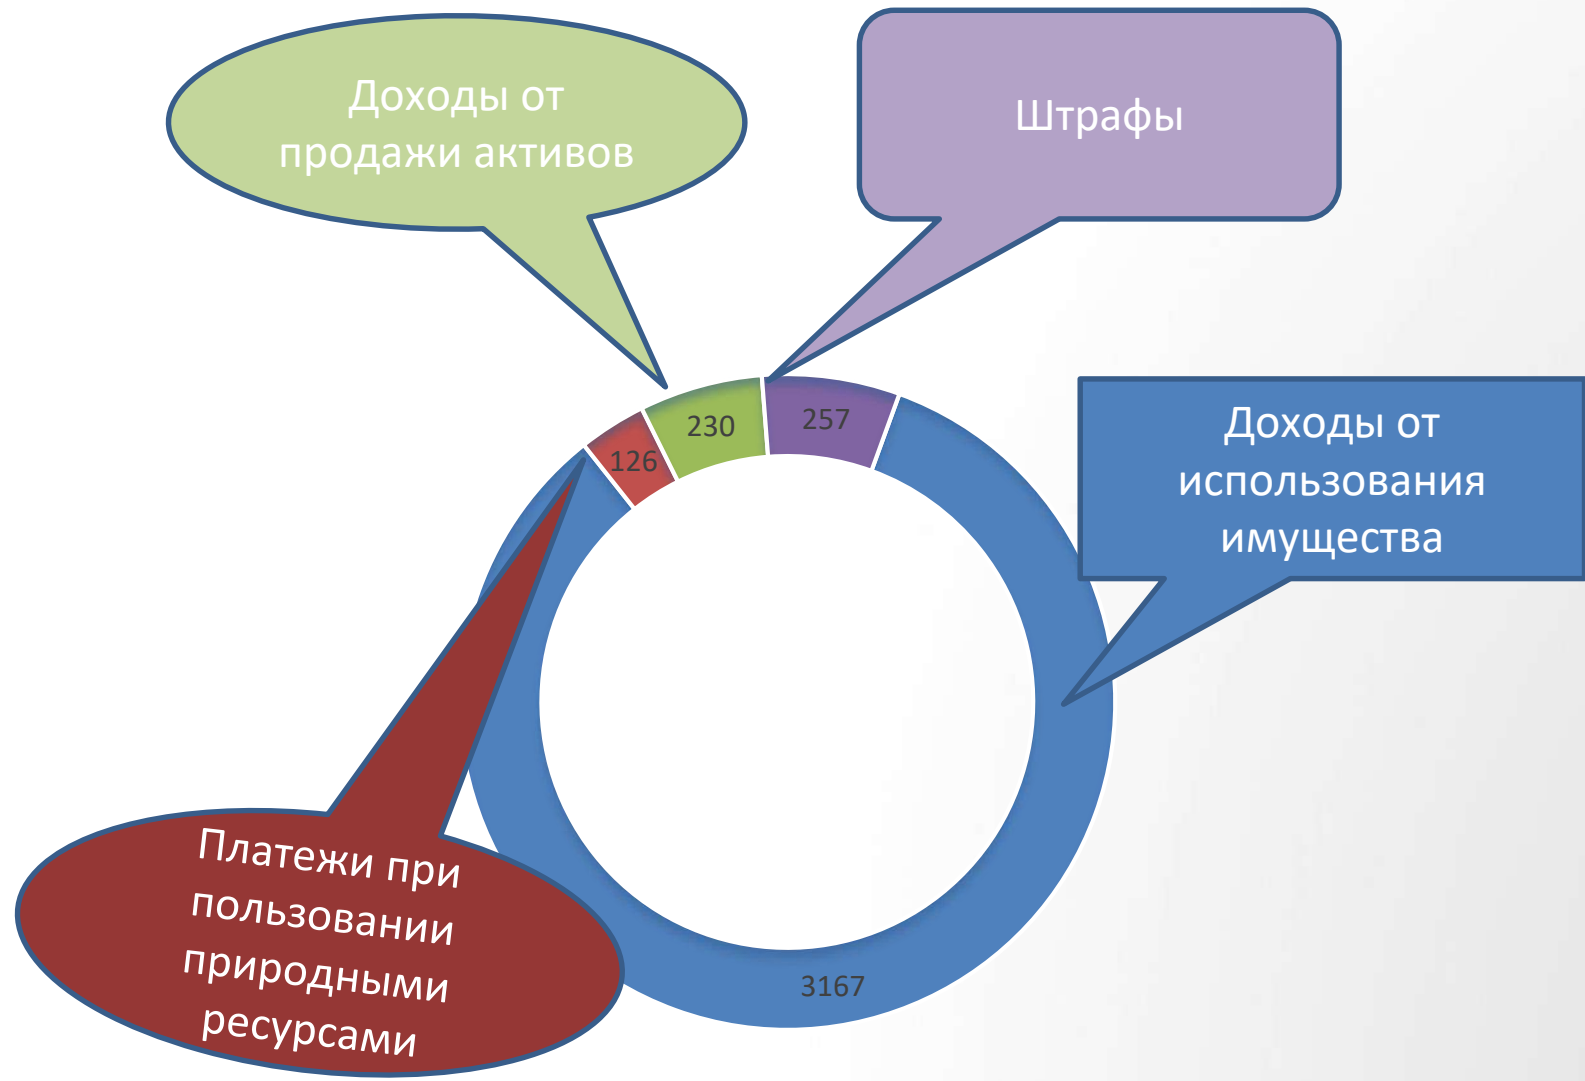 Доходы от
продажи активов
Штрафы
230
257
126
Доходы от
использования
имущества
Платежи при
пользовании
природными
ресурсами
3167